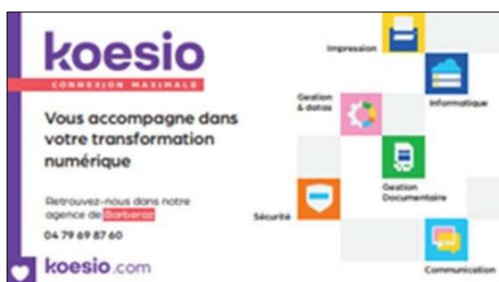 koesio
CONNEXION MAXIMALE
Vous accompagne dans
votre transformation
numérique
Retrouvez-nous dans notre
agence de Barberaz
04 79 69 87 60
koesio.com
Impression
Informatique
Gestion
& datas
Gestion
Documentaire
Sécurité
Communication